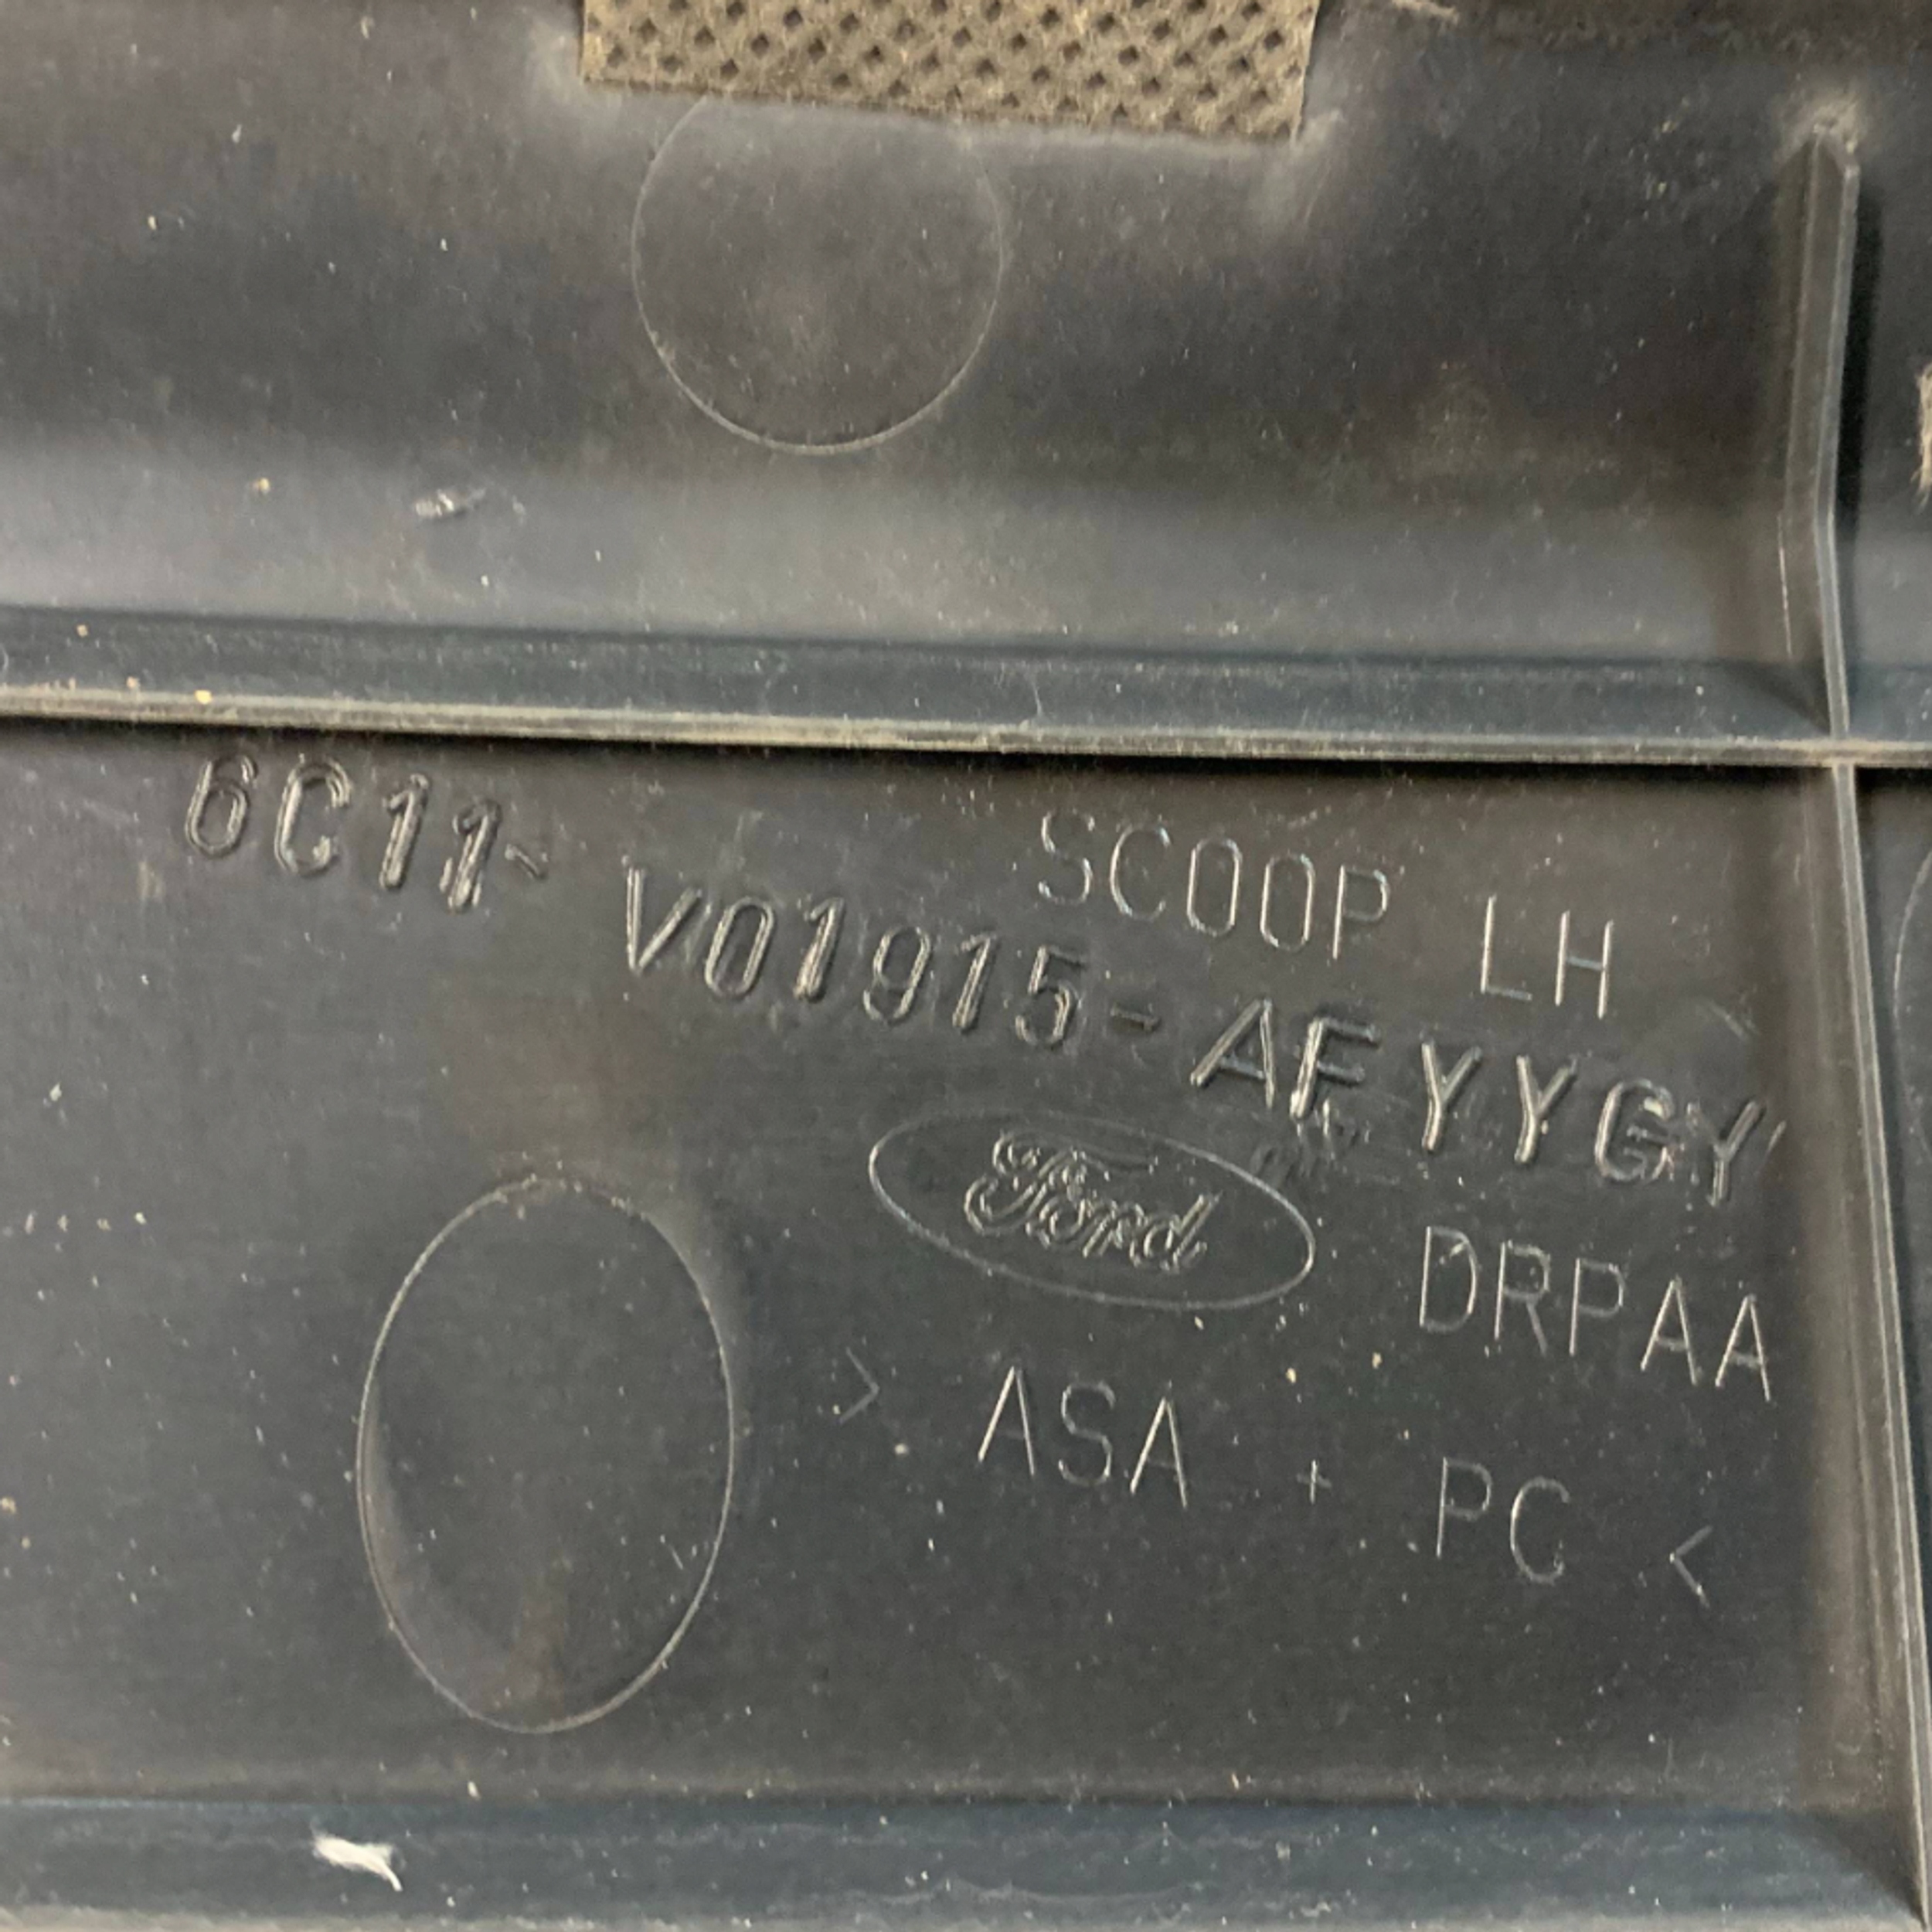 6C11- V01915-AFYYGY
SCOOP LH
Ford
DRPAA
> ASA + PC <